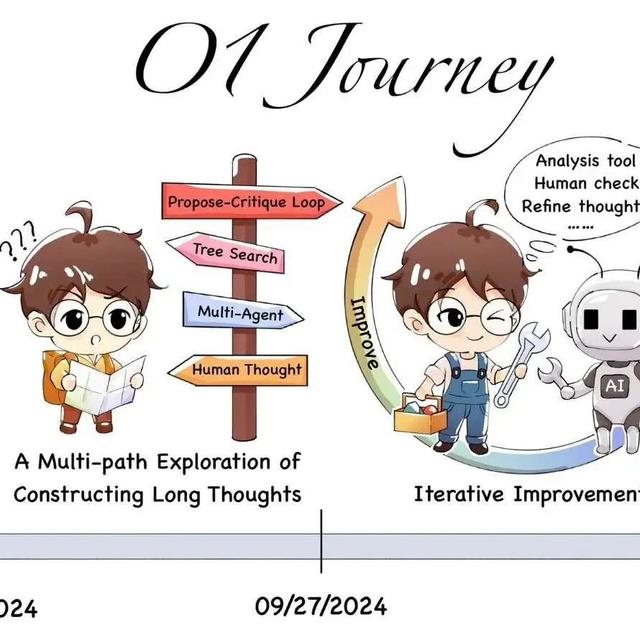 O1 Journey
???
Propose-Critique Loop
Tree Search
Multi-Agent
Human Thought
A Multi-path Exploration of
Constructing Long Thoughts
Improve
Analysis tool
Human check
Refine thought
......
AI
Iterative Improvemen
024
09/27/2024